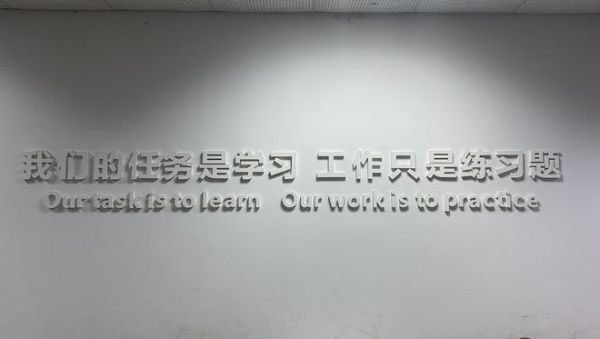 我们的任务是学习 工作只是练习题
Our task is to learn Our work is to practice